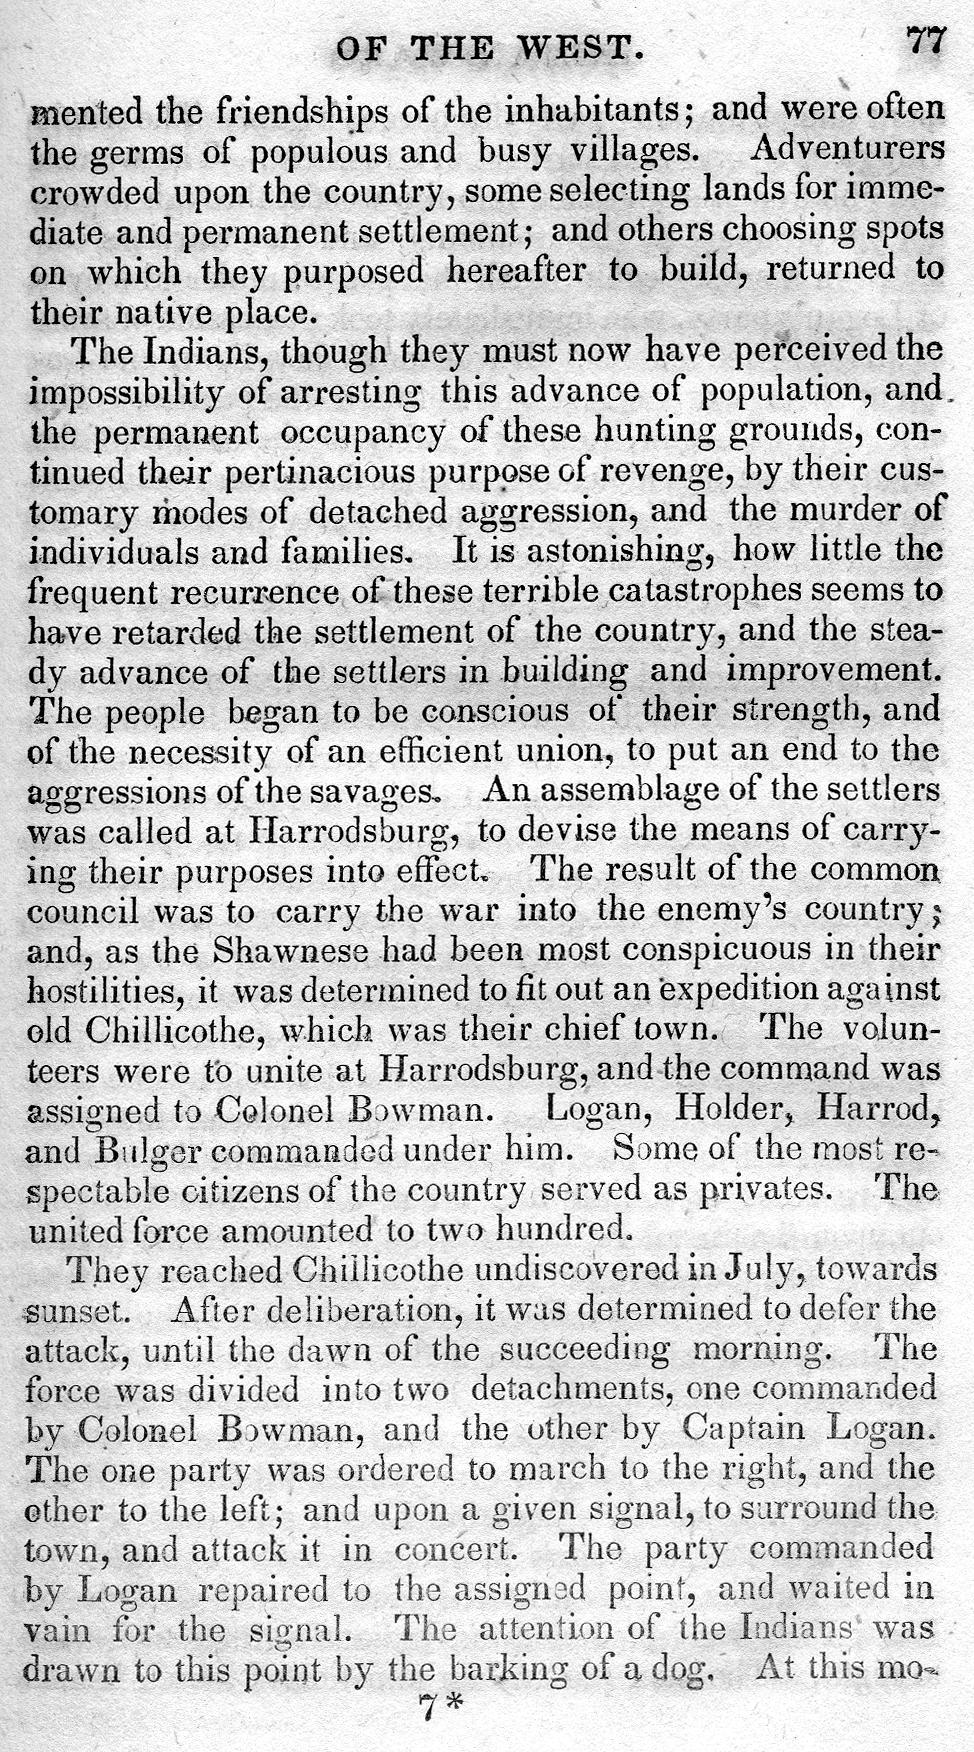 OF THE WEST. 77
mented the friendships of the inhabitants; and were often
the germs of populous and busy villages. Adventurers
crowded upon the country, some selecting lands for imme-
diate and permanent settlement; and others choosing spots
on which they purposed hereafter to build, returned to
their native place.
The Indians, though they must now have perceived the
impossibility of arresting this advance of population, and
the permanent occupancy of these hunting grounds, con-
tinued their pertinacious purpose of revenge, by their cus-
tomary modes of detached aggression, and the murder of
individuals and families. It is astonishing, how little the
frequent recurrence of these terrible catastrophes seems to
have retarded the settlement of the country, and the stea-
dy advance of the settlers in building and improvement.
The people began to be conscious of their strength, and
of the necessity of an efficient union, to put an end to the
aggressions of the savages. An assemblage of the settlers
was called at Harrodsburg, to devise the means of carry-
ing their purposes into effect. The result of the common
council was to carry the war into the enemy's country;
and, as the Shawnese had been most conspicuous in their
hostilities, it was determined to fit out an expedition against
old Chillicothe, which was their chief town. The volun-
teers were to unite at Harrodsburg, and the command was
assigned to Colonel Bowman. Logan, Holder, Harrod,
and Bulger commanded under him. Some of the most re-
spectable citizens of the country served as privates. The
united force amounted to two hundred.
They reached Chillicothe undiscovered in July, towards
sunset. After deliberation, it was determined to defer the
attack, until the dawn of the succeeding morning. The
force was divided into two detachments, one commanded
by Colonel Bowman, and the other by Captain Logan.
The one party was ordered to march to the right, and the
other to the left; and upon a given signal, to surround the
town, and attack it in concert. The party commanded
by Logan repaired to the assigned point, and waited in
vain for the signal. The attention of the Indians was
drawn to this point by the barking of a dog. At this mo-
7*